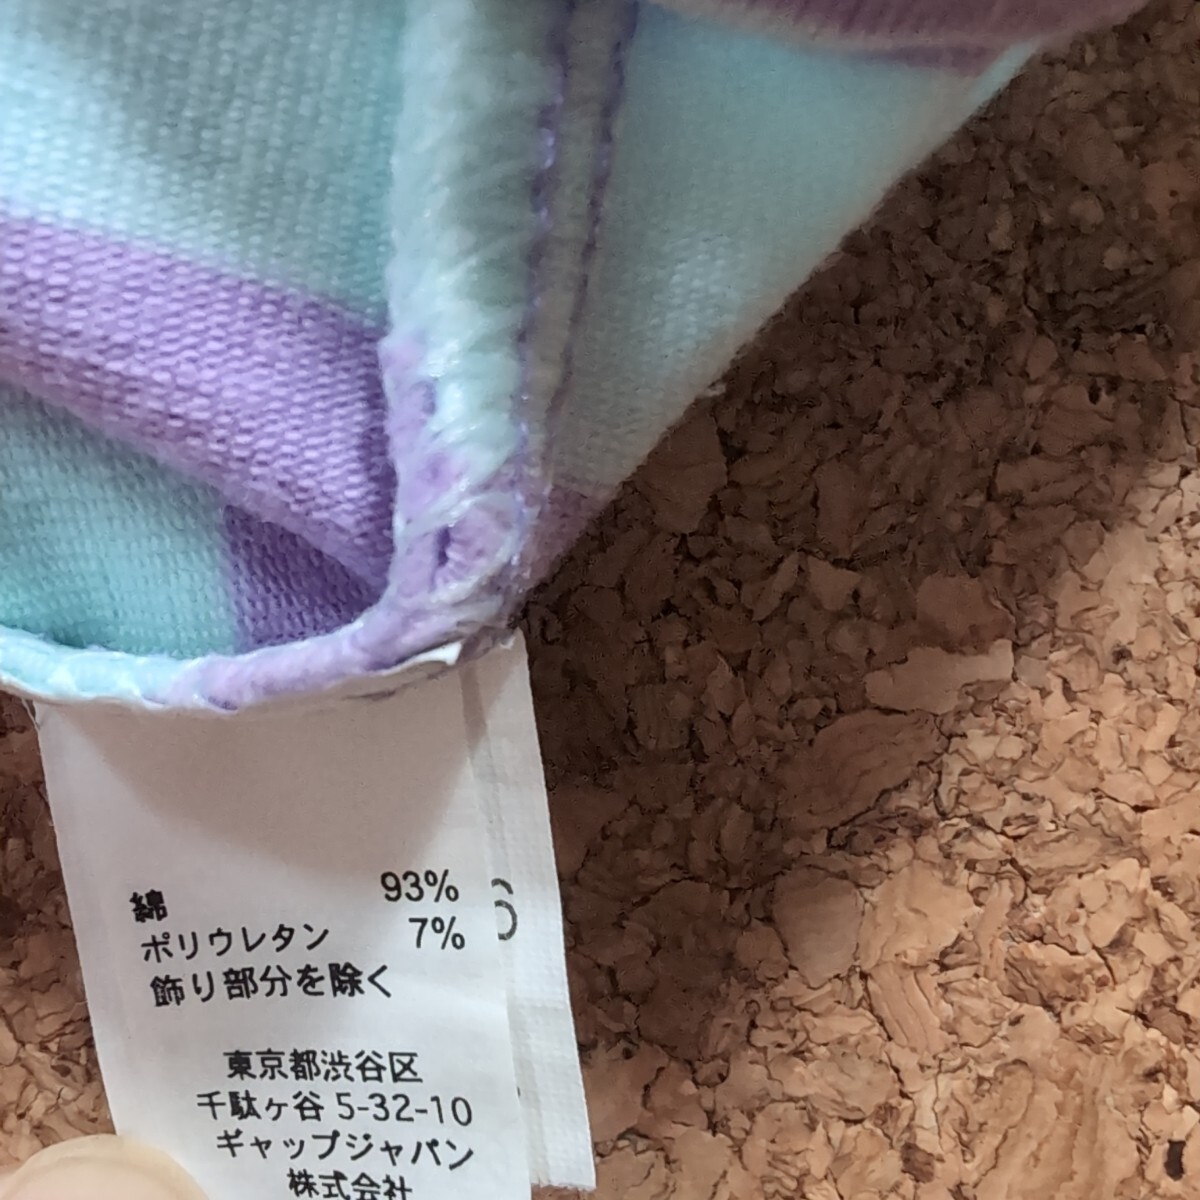 綿 93%
ポリウレタン 7%
飾り部分を除く
東京都渋谷区
千駄ヶ谷 5-32-10
ギャップジャパン
株式会社